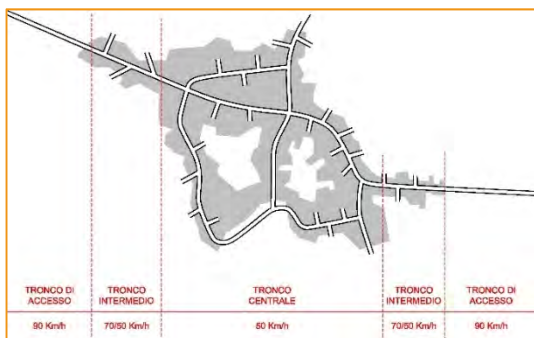 TRONCO DI
ACCESSO
TRONCO
INTERMEDIO
TRONCO
CENTRALE
TRONCO
INTERMEDIO
TRONCO DI
ACCESSO
90 Km/h
70/50 Km/h
50 Km/h
70/50 Km/h
90 Km/h